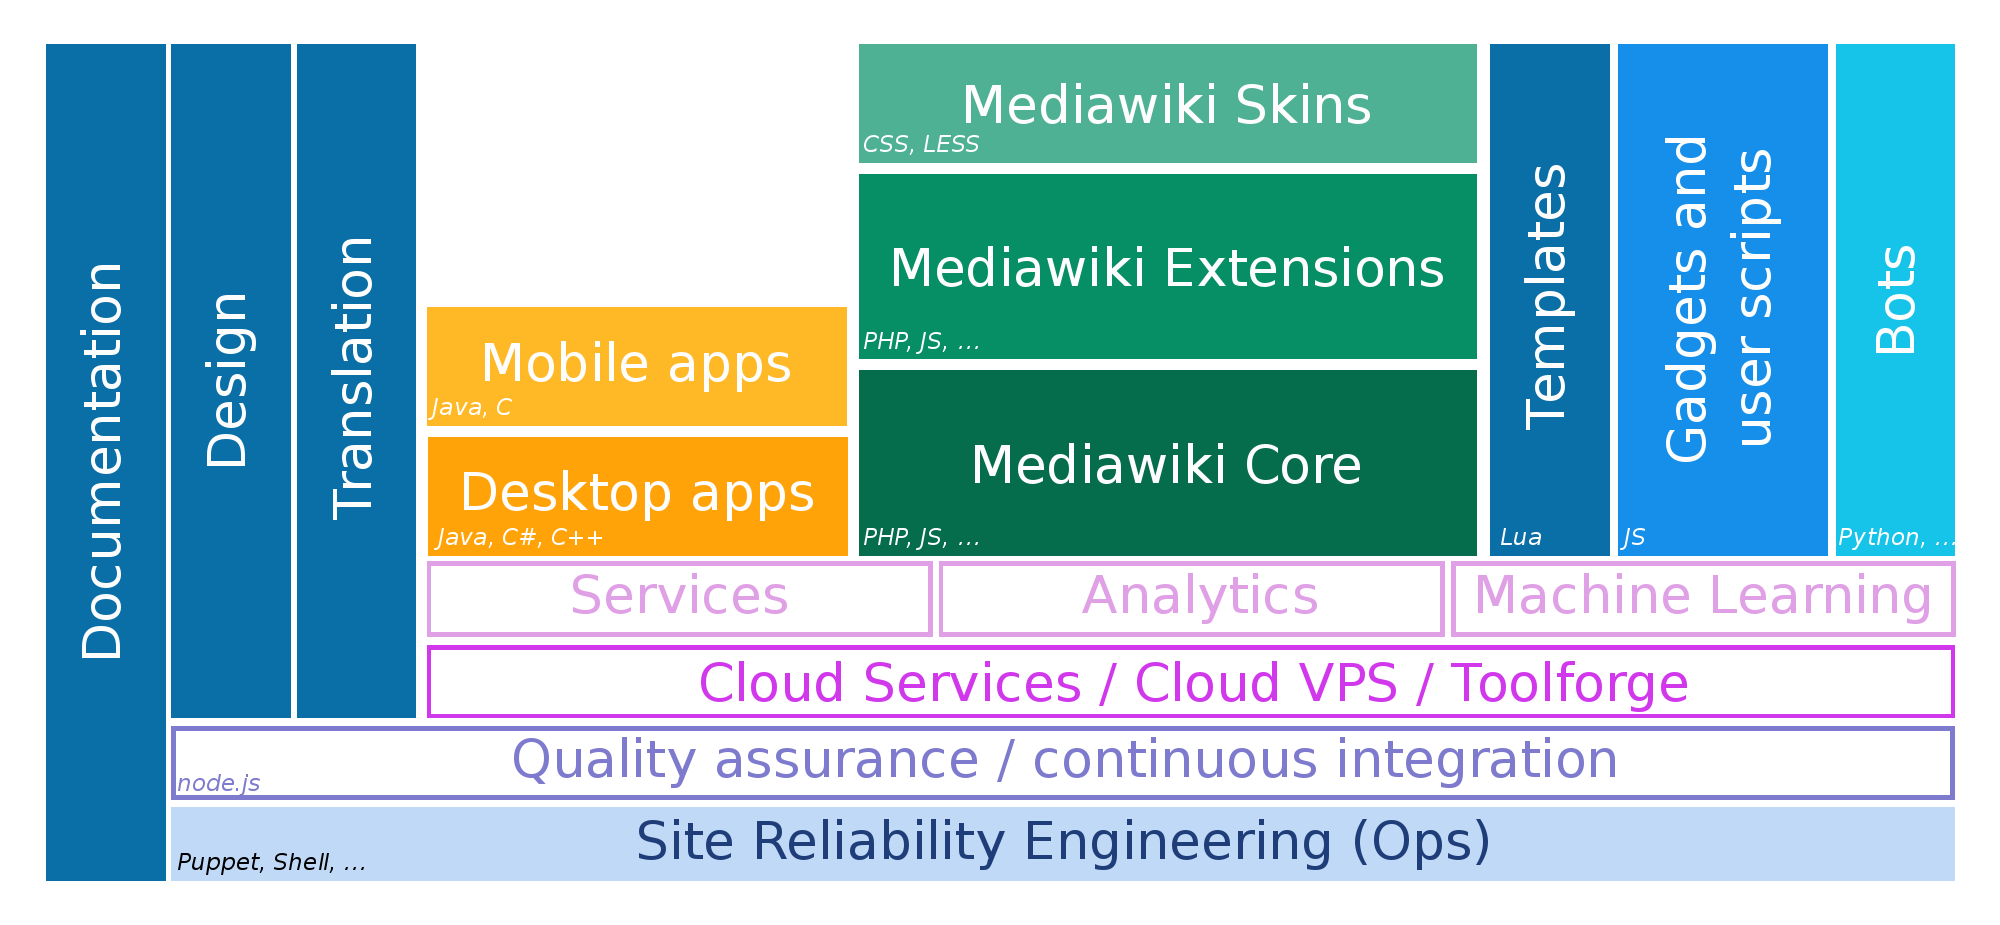 Documentation
Design
Translation
Mobile apps
Java, C
Desktop apps
Java, C#, C++
Mediawiki Skins
CSS, LESS
Mediawiki Extensions
PHP, JS, ...
Mediawiki Core
PHP, JS, ...
Templates
Lua
Gadgets and
user scripts
JS
Bots
Python, ...
Services
Analytics
Machine Learning
Cloud Services / Cloud VPS / Toolforge
Quality assurance / continuous integration
node.js
Site Reliability Engineering (Ops)
Puppet, Shell, ...